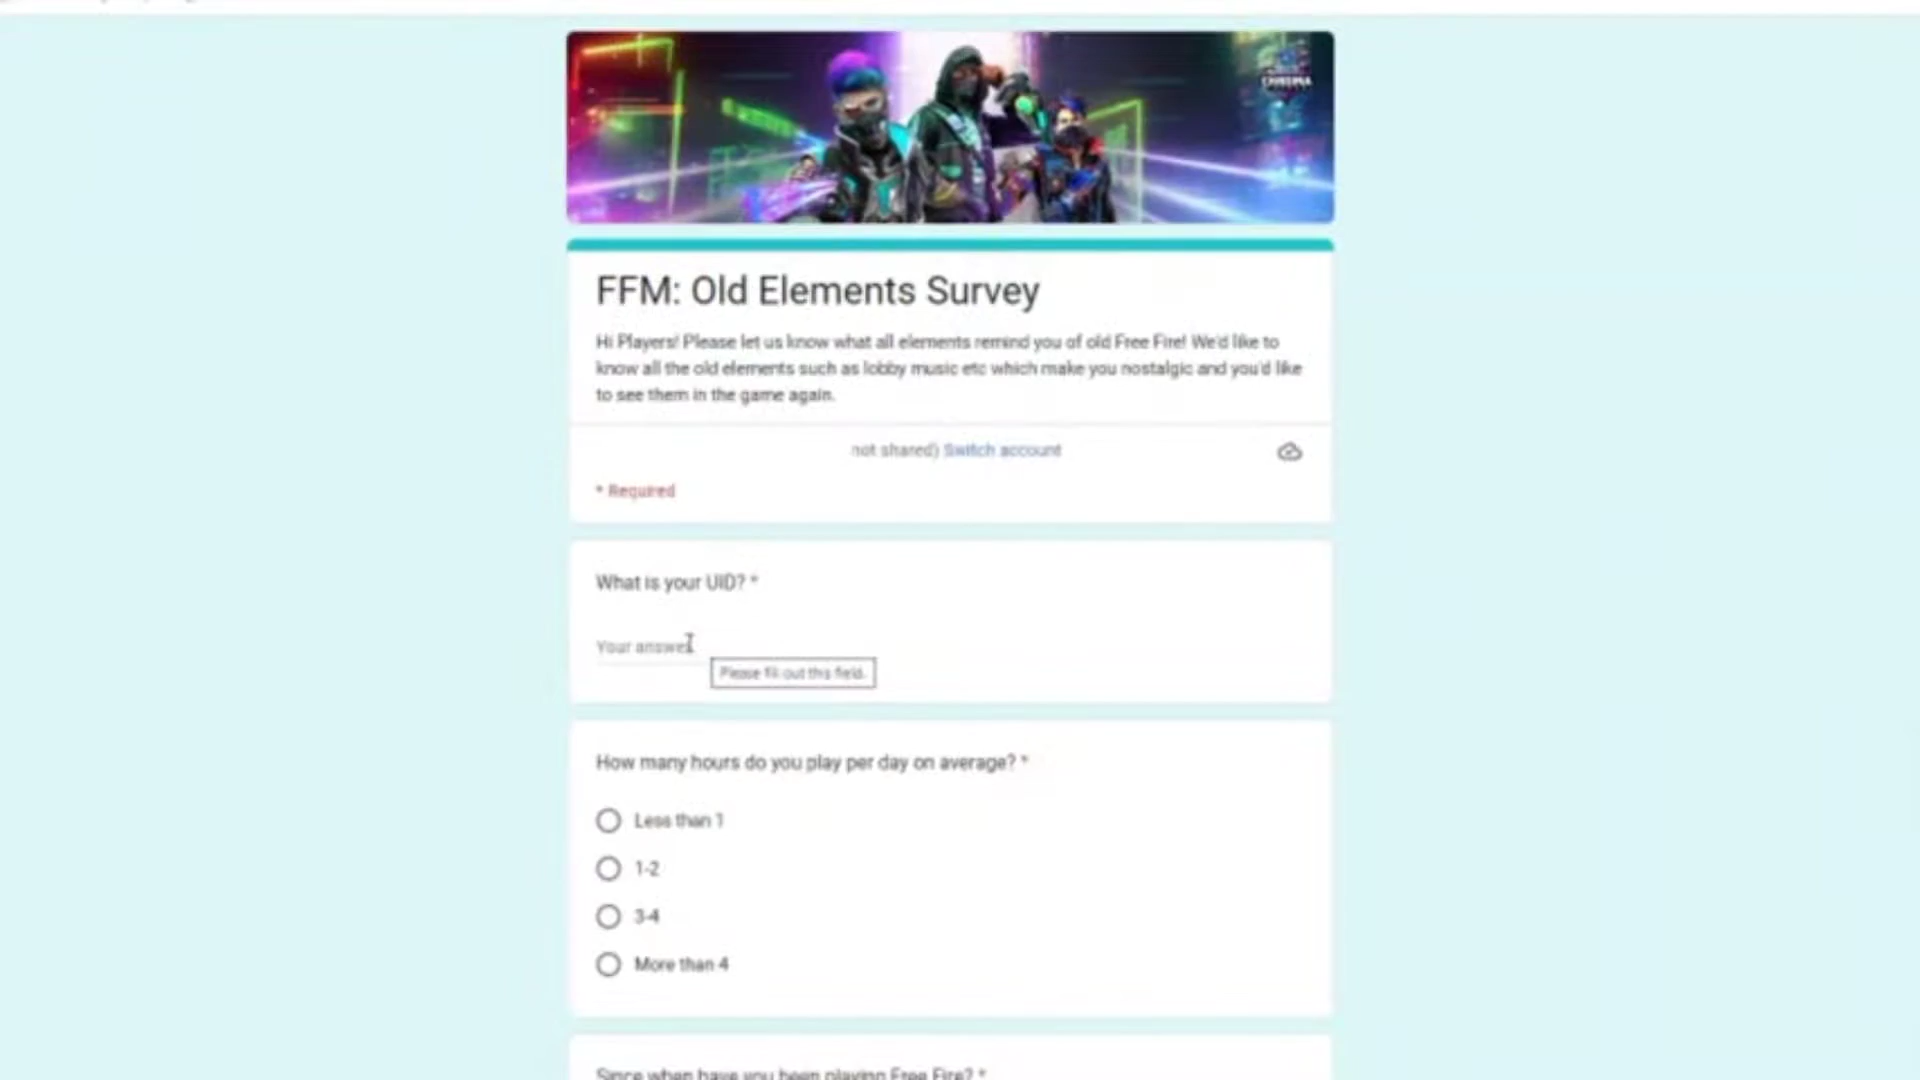 FFM: Old Elements Survey
Hi Players! Please let us know what all elements remind you of old Free Fire! We'd like to
know all the old elements such as lobby music etc which make you nostalgic and you'd like
to see them in the game again.
not shared) Switch account
* Required
What is your UID? *
Your answer
Please fill out this field.
How many hours do you play per day on average? *
Less than 1
1-2
3-4
More than 4
Since when have you been playing Free Fire? *